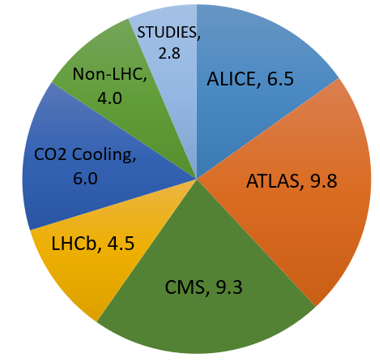 STUDIES,
2.8
ALICE, 6.5
Non-LHC,
4.0
CO2 Cooling,
6.0
ATLAS, 9.8
LHCb, 4.5
CMS, 9.3